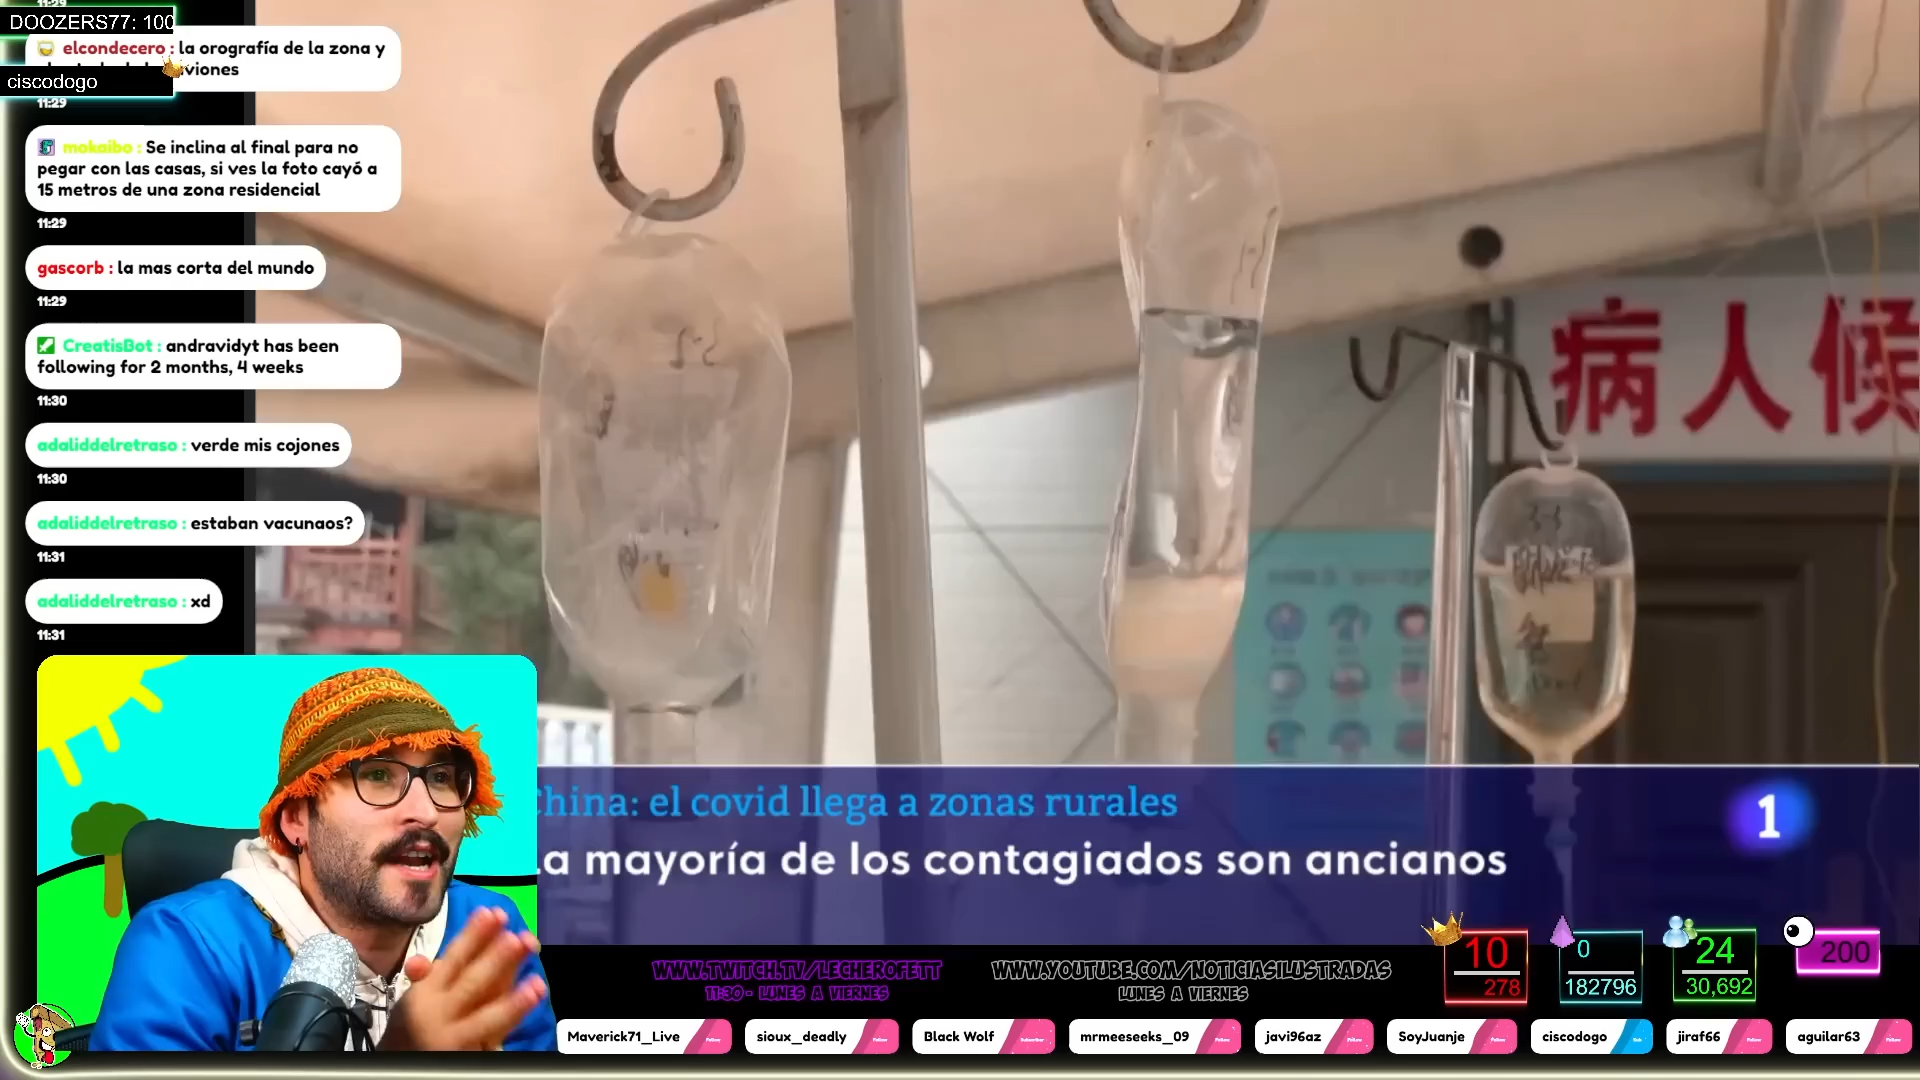 DOOZERS77: 100
elcondecero : la orografía de la zona y
viones
ciscodogo
11:29
mokaibo : Se inclina al final para no
pegar con las casas, si ves la foto cayó a
15 metros de una zona residencial
11:29
gascorb : la mas corta del mundo
11:29
CreatisBot : andravidyt has been
following for 2 months, 4 weeks
11:30
adaliddelretraso : verde mis cojones
11:30
adaliddelretraso : estaban vacunaos?
11:31
adaliddelretraso : xd
11:31
病人候
China: el covid llega a zonas rurales
La mayoría de los contagiados son ancianos
1
WWW.TWITCH.TV/LECHEROFETT
11:30 - LUNES A VIERNES
WWW.YOUTUBE.COM/NOTICIASILUSTRADAS
LUNES A VIERNES
10
278
0
182796
24
30,692
200
Maverick71_Live
sioux_deadly
Black Wolf
mrmeeseeks_09
javi96az
SoyJuanje
ciscodogo
jiraf66
aguilar63